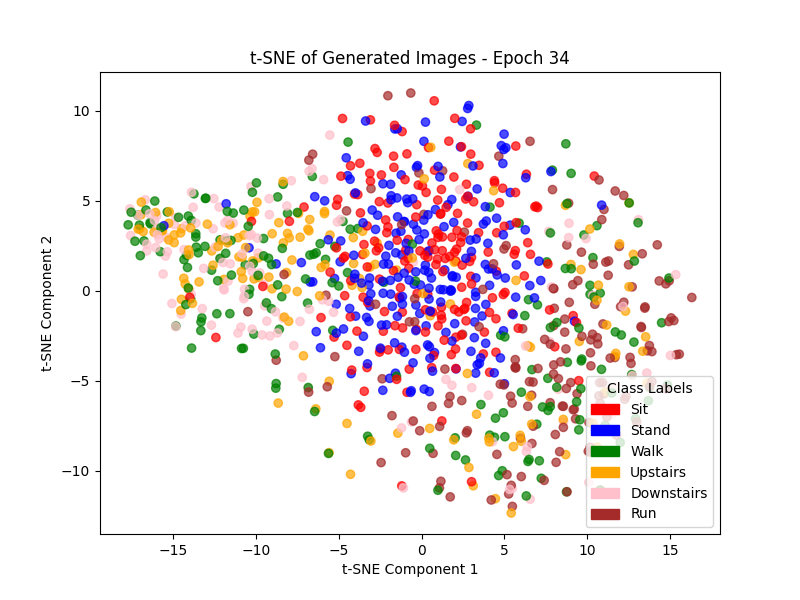 t-SNE of Generated Images - Epoch 34
t-SNE Component 2
10
5
0
−5
−10
−15
−10
−5
0
5
10
15
t-SNE Component 1
Class Labels
Sit
Stand
Walk
Upstairs
Downstairs
Run